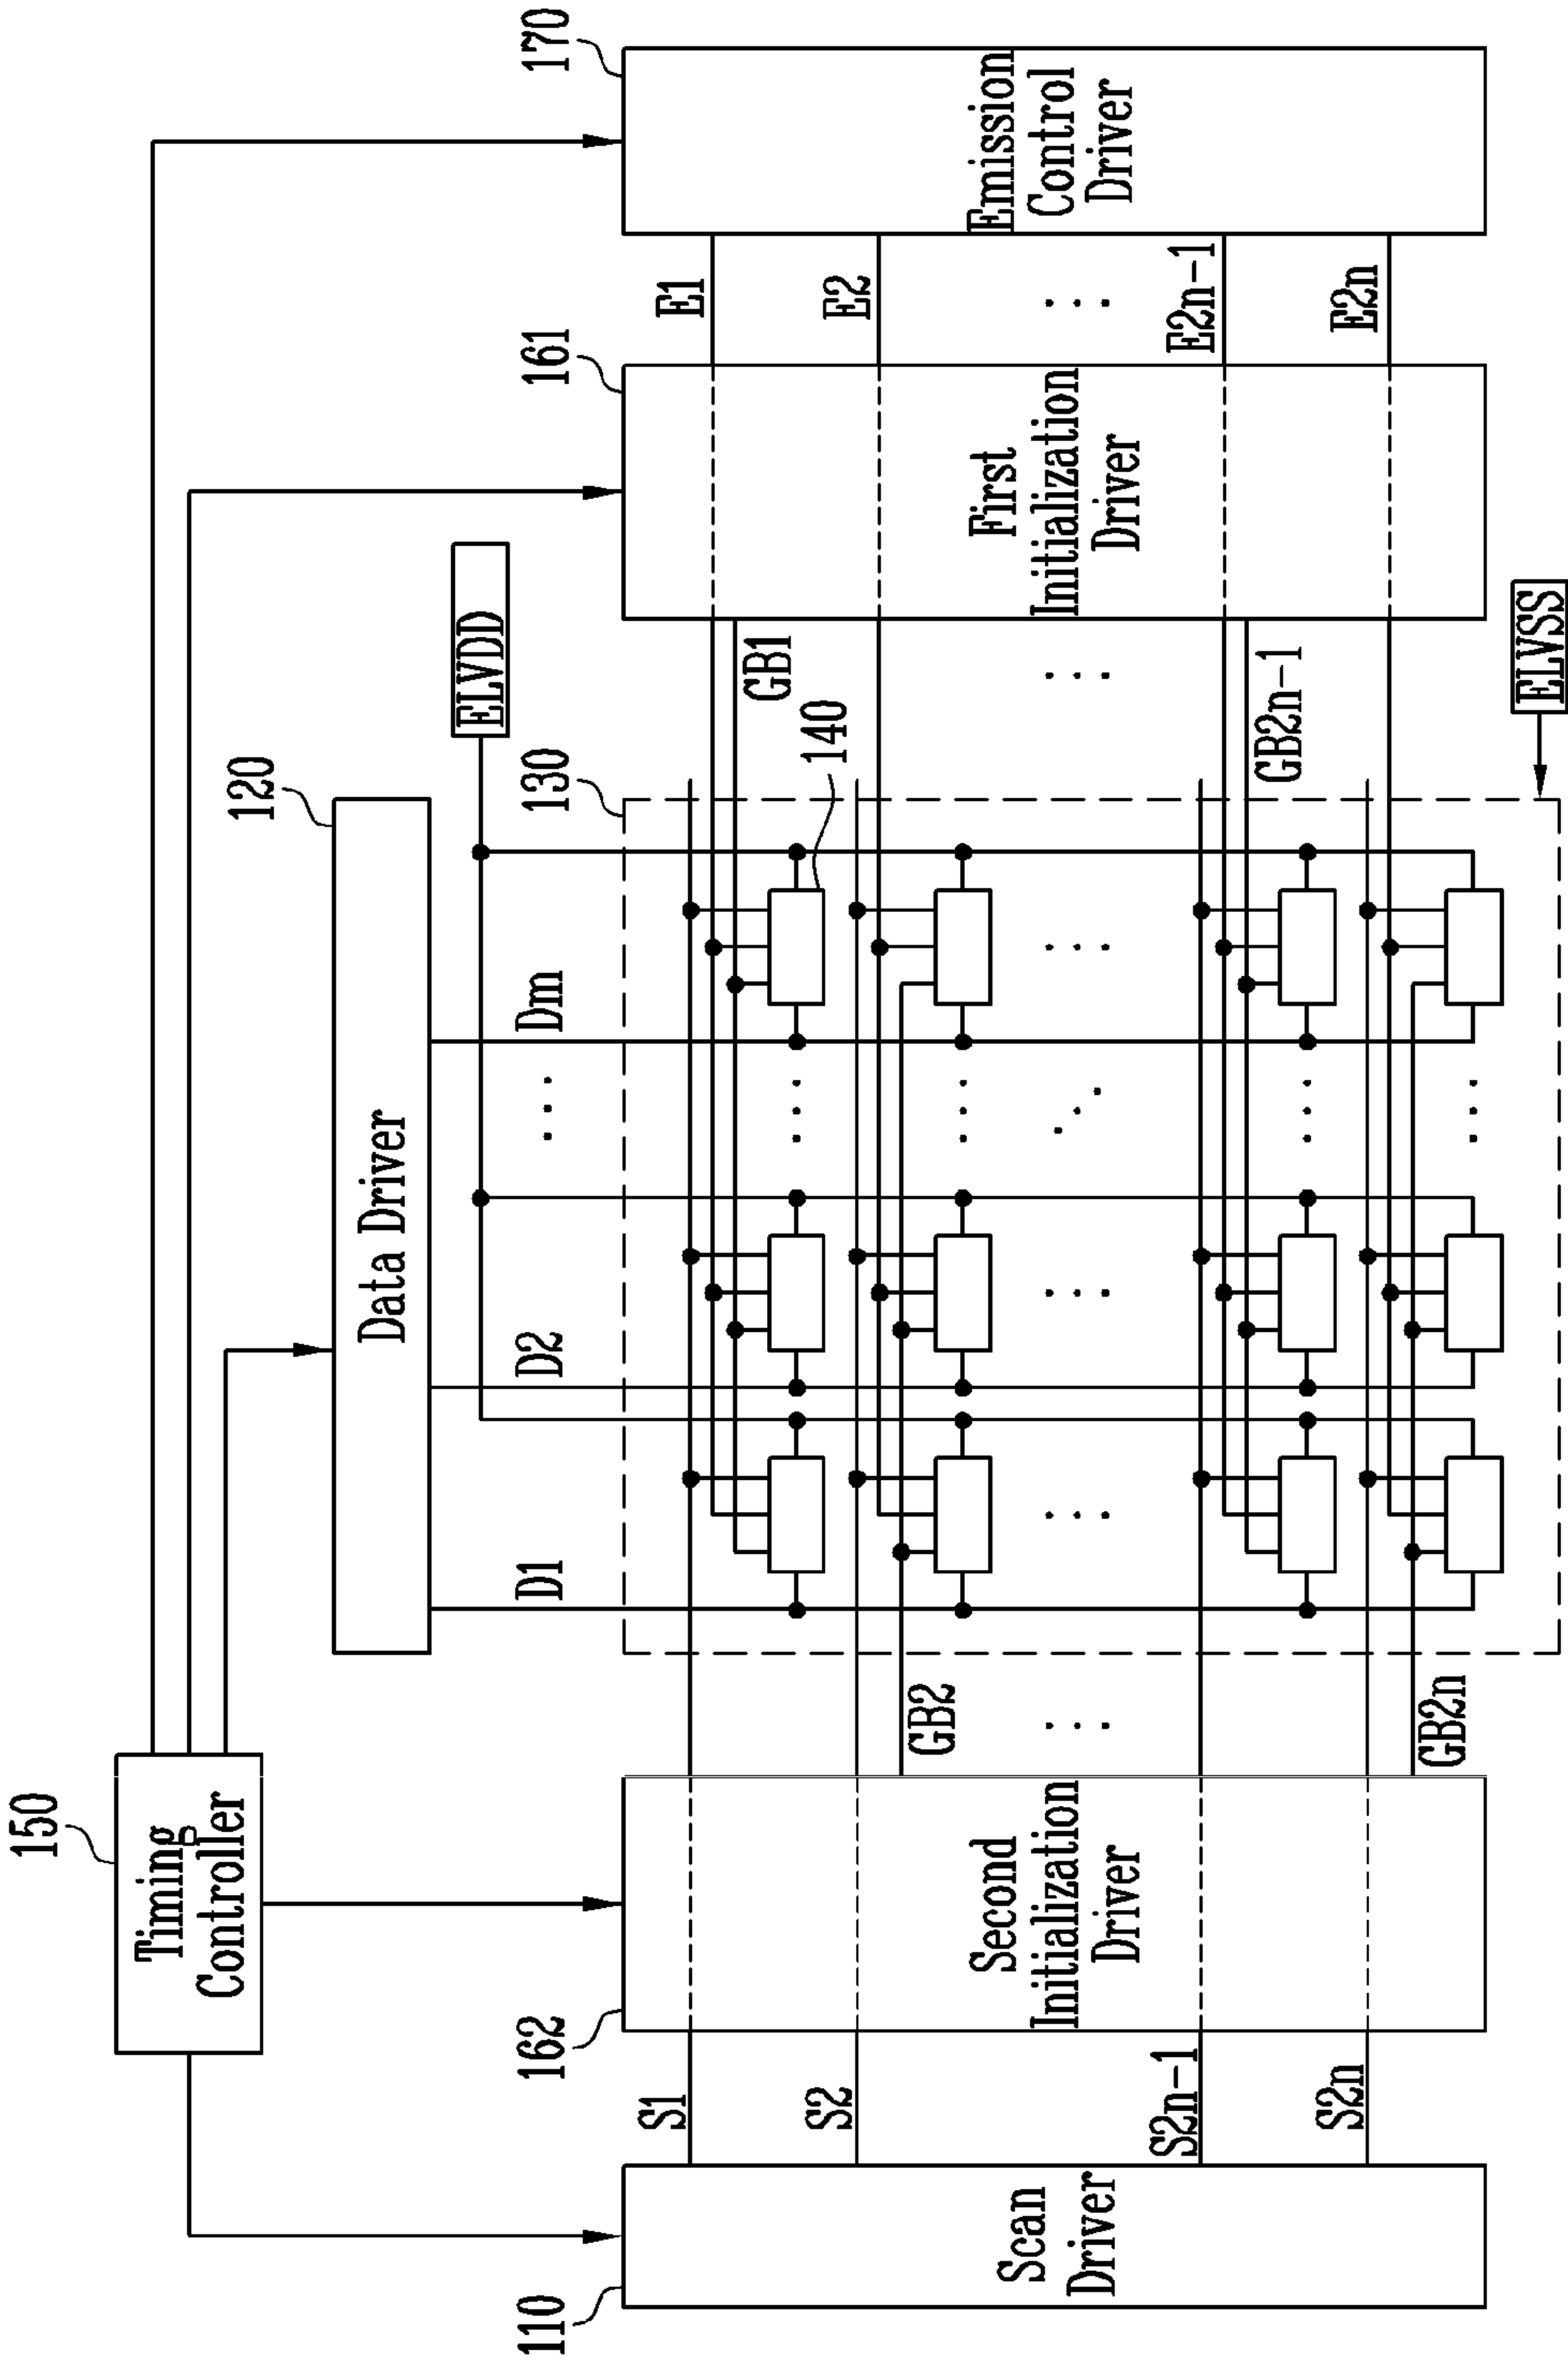 150
Timing
Controller
120
Data Driver
ELVDD
110
Scan
Driver
S1
S2
S2n-1
S2n
162
Second
Initialization
Driver
GB2
...
GB2n
D1
D2
...
Dm
130
140
GB1
...
GB2n-1
ELVSS
161
First
Initialization
Driver
E1
E2
...
E2n-1
E2n
170
Emission
Control
Driver